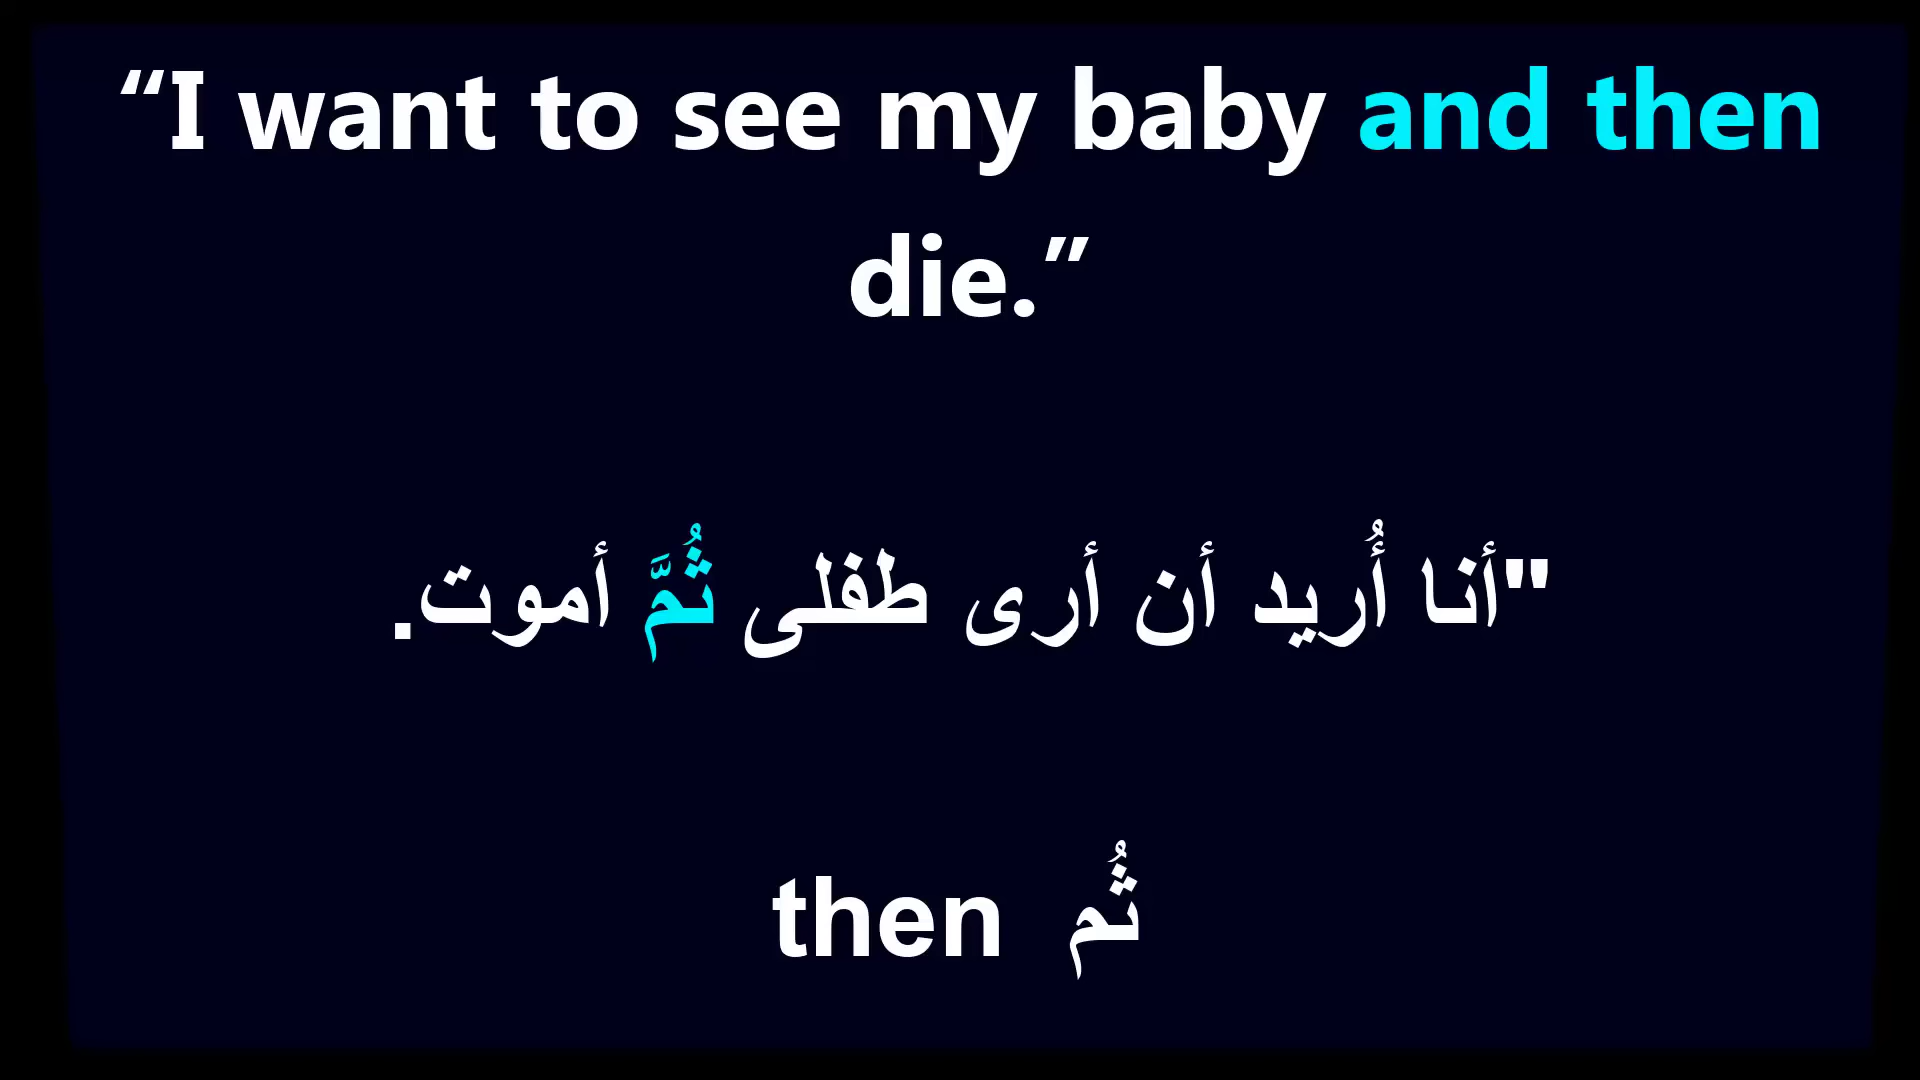 “I want to see my baby and then
die.”
"أنا أُريد أن أرى طفلى ثُمَّ أموت.
then ثُم